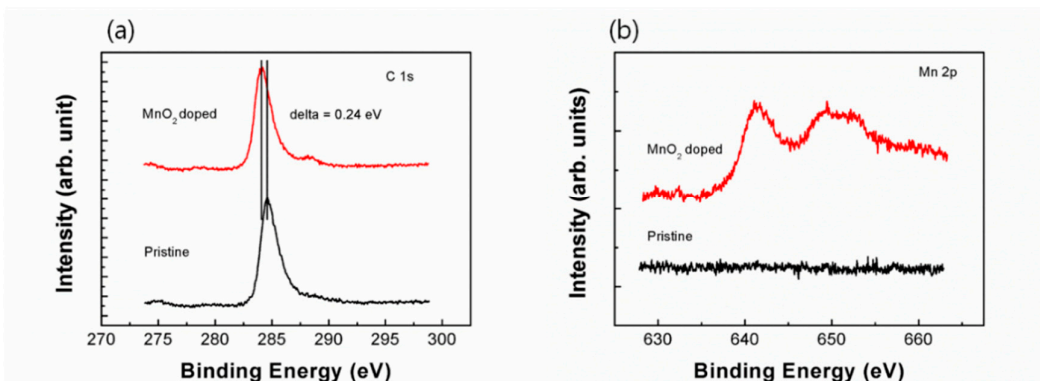 (a)
C 1s
MnO2 doped
delta = 0.24 eV
Pristine
Intensity (arb. unit)
270 275 280 285 290 295 300
Binding Energy (eV)
(b)
Mn 2p
MnO2 doped
Pristine
Intensity (arb. units)
630 640 650 660
Binding Energy (eV)